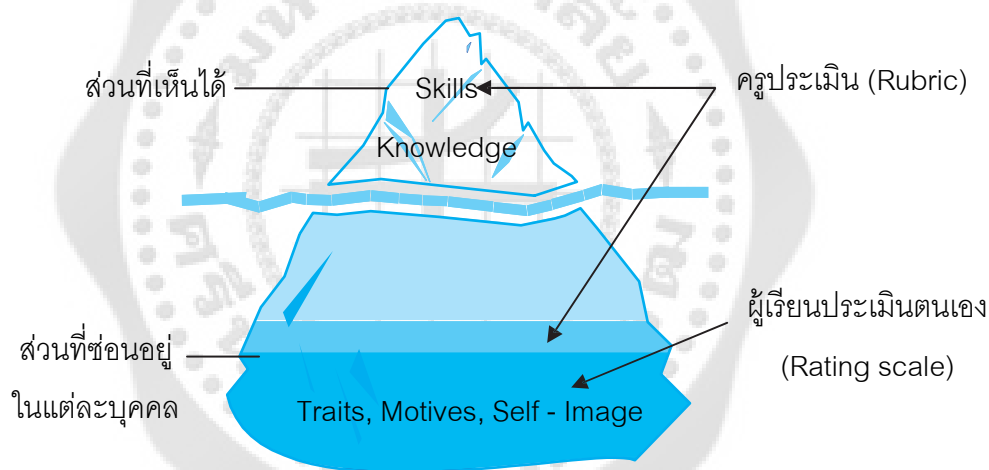 ส่วนที่เห็นได้
Skills
ครูประเมิน (Rubric)
Knowledge
ผู้เรียนประเมินตนเอง
(Rating scale)
ส่วนที่ซ่อนอยู่
ในแต่ละบุคคล
Traits, Motives, Self - Image